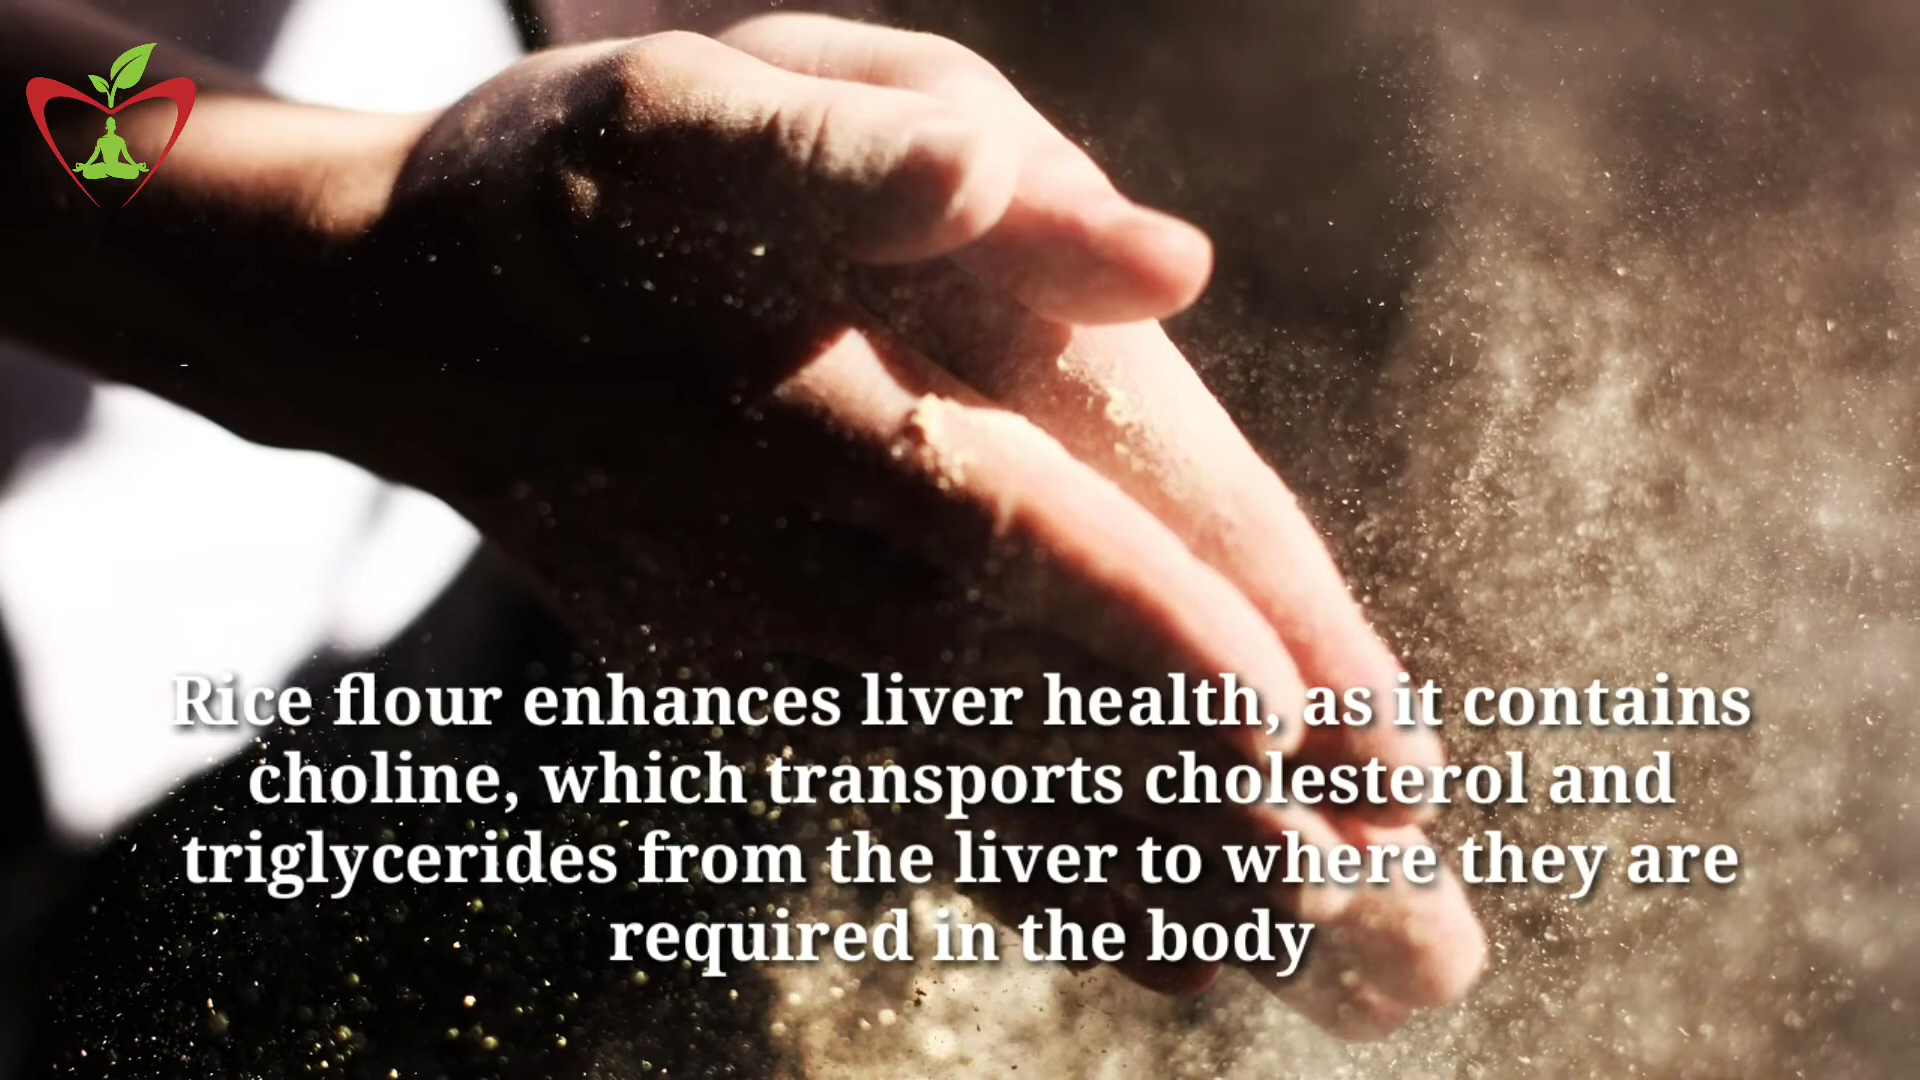 Rice flour enhances liver health, as it contains
choline, which transports cholesterol and
triglycerides from the liver to where they are
required in the body